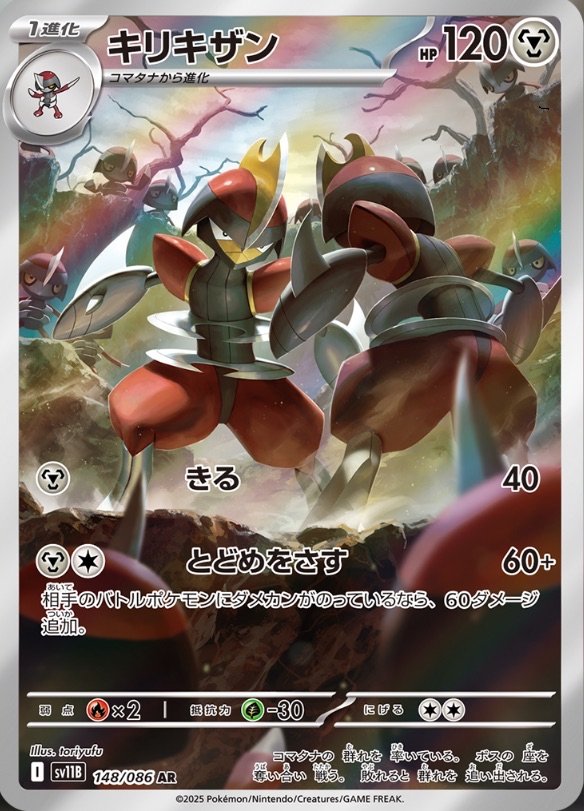 1進化
キリキザン
HP 120
コマタナから進化
きる 40
とどめをさす 60+
相手のバトルポケモンにダメカンがのっているなら、60ダメージ
追加。
弱点 ×2 抵抗力 -30 にげる
Illus. toriyufu
I sv11B 148/086 AR
コマタナの 群れを 率いている。 ボスの 座を
奪い合い 戦う。 敗れると 群れを 追い出される。
©2025 Pokémon/Nintendo/Creatures/GAME FREAK.